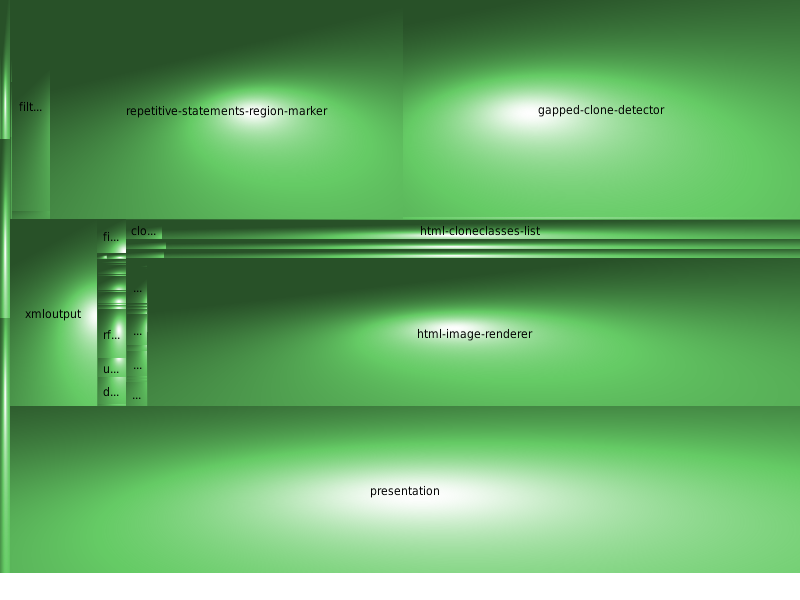 filt...
repetitive-statements-region-marker
gapped-clone-detector
fi...
clo...
html-cloneclasses-list
...
xmloutput
rf...
...
html-image-renderer
u...
...
d...
...
presentation